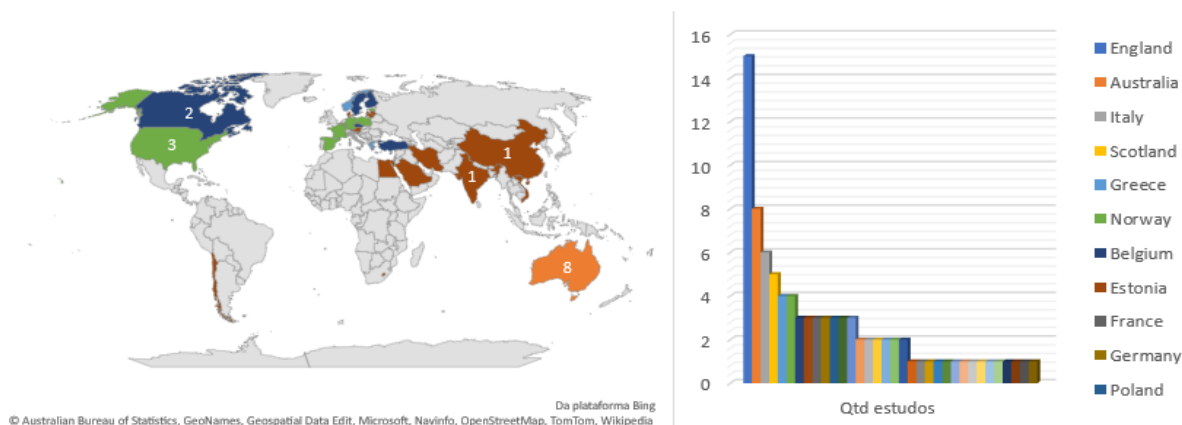 2
3
1
1
8
Da plataforma Bing
© Australian Bureau of Statistics, GeoNames, Geospatial Data Edit, Microsoft, Navinfo, OpenStreetMap, TomTom, Wikipedia
16
14
12
10
8
6
4
2
0
Qtd estudos
England
Australia
Italy
Scotland
Greece
Norway
Belgium
Estonia
France
Germany
Poland